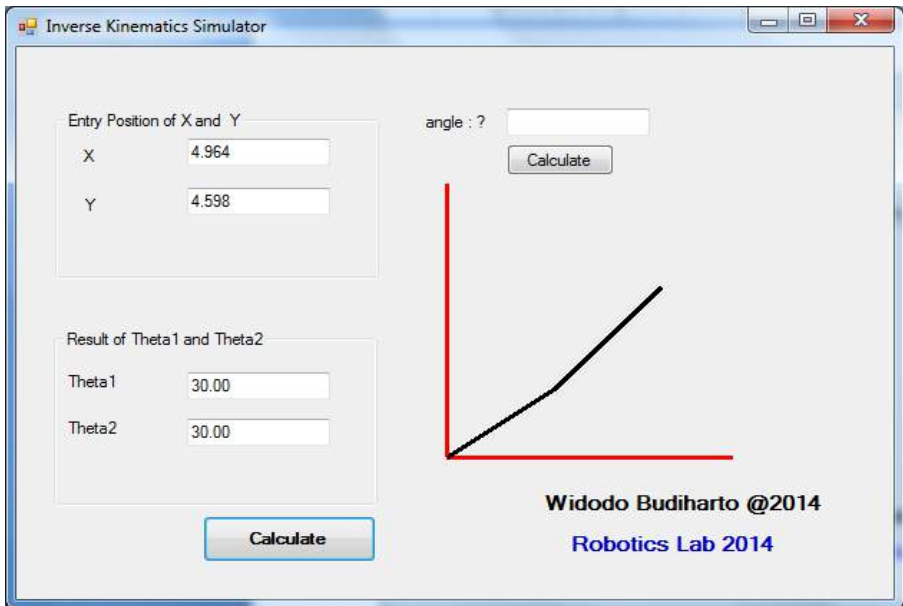 Inverse Kinematics Simulator
Entry Position of X and Y
X 4.964
Y 4.598
angle : ?
Calculate
Result of Theta1 and Theta2
Theta1 30.00
Theta2 30.00
Calculate
Widodo Budiharto @2014
Robotics Lab 2014